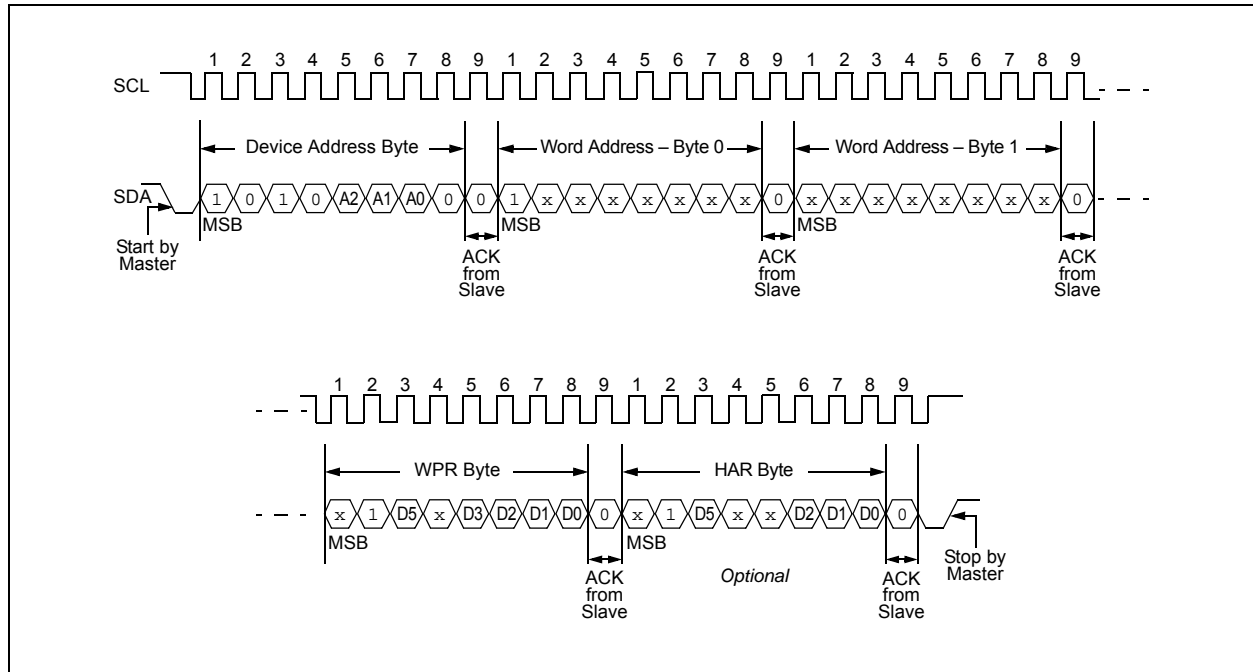 1 2 3 4 5 6 7 8 9 1 2 3 4 5 6 7 8 9 1 2 3 4 5 6 7 8 9
SCL
Device Address Byte Word Address – Byte 0 Word Address – Byte 1
SDA 1 0 1 0 A2 A1 A0 0 0 1 x x x x x x x 0 x x x x x x x x 0
MSB MSB MSB
Start by Master
ACK from Slave
ACK from Slave
ACK from Slave
1 2 3 4 5 6 7 8 9 1 2 3 4 5 6 7 8 9
WPR Byte HAR Byte
x 1 D5 x D3 D2 D1 D0 0 x 1 D5 x x D2 D1 D0 0
MSB MSB
ACK from Slave
Optional
ACK from Slave
Stop by Master